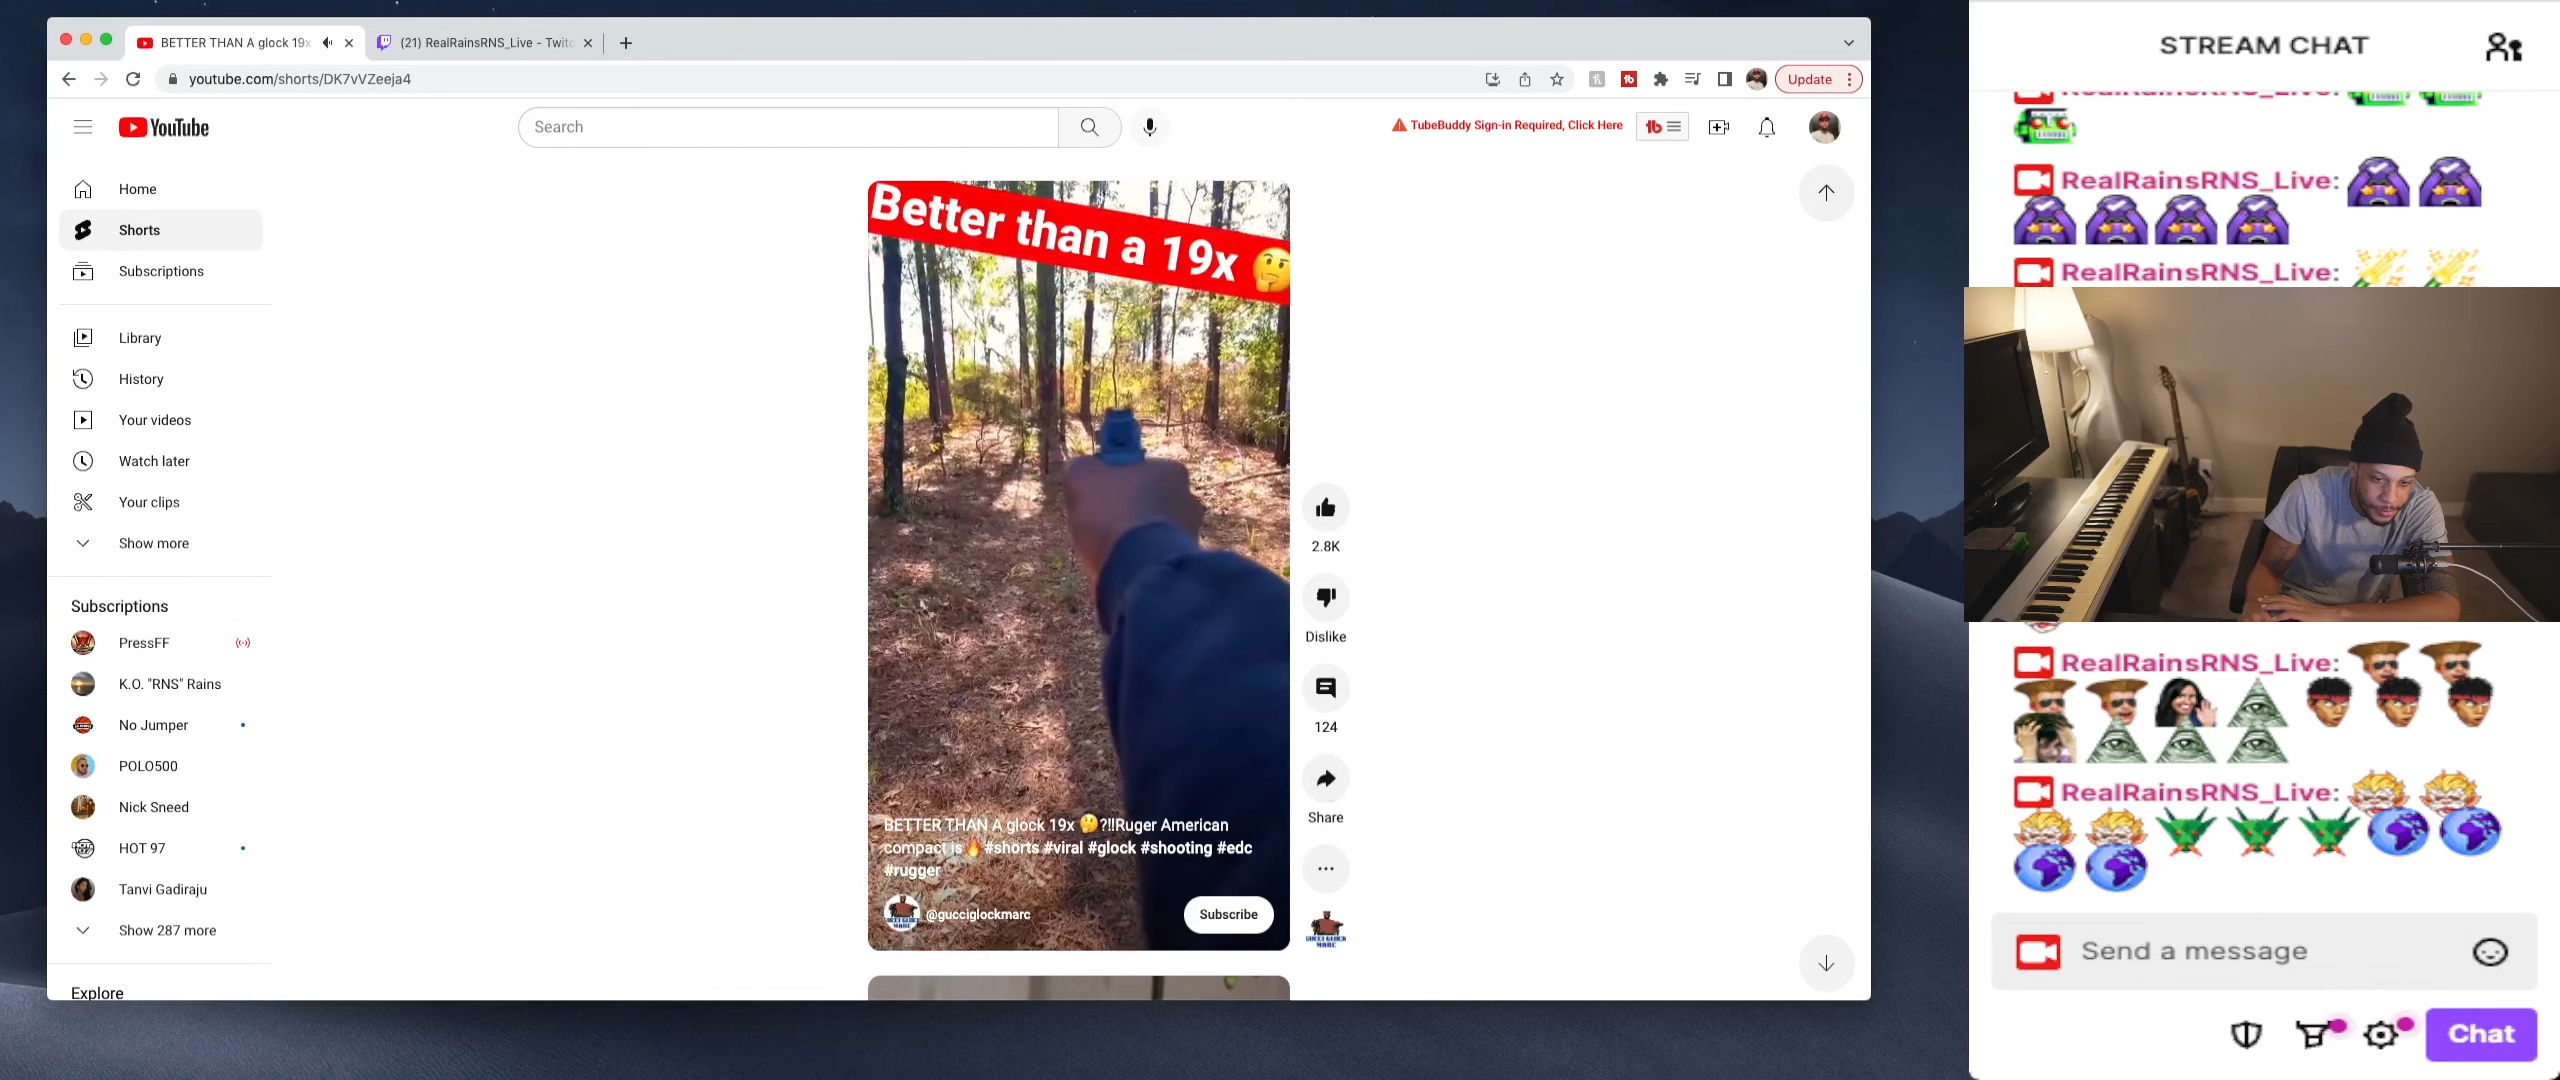 BETTER THAN A glock 19x
(21) RealRainsRNS_Live - Twitc
youtube.com/shorts/DK7vVZeeja4
Update
YouTube
Search
TubeBuddy Sign-in Required, Click Here
Home
Shorts
Subscriptions
Library
History
Your videos
Watch later
Your clips
Show more
Subscriptions
PressFF
K.O. "RNS" Rains
No Jumper
POLO500
Nick Sneed
HOT 97
Tanvi Gadiraju
Show 287 more
Explore
Better than a 19x 🤔
BETTER THAN A glock 19x 🤔?!!Ruger American
compact is🔥#shorts #viral #glock #shooting #edc
#rugger
@gucciglockmarc
Subscribe
2.8K
Dislike
124
Share
GUCCI GLOCK
MARC
STREAM CHAT
RealRainsRNS_Live:
RealRainsRNS_Live:
RealRainsRNS_Live:
RealRainsRNS_Live:
RealRainsRNS_Live:
Send a message
Chat